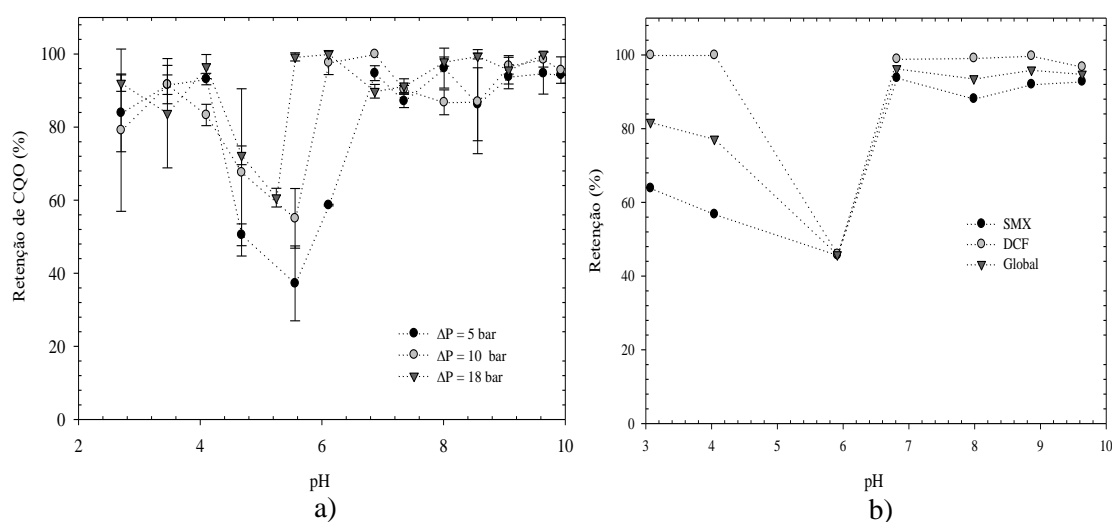 Retenção de CQO (%)
100
80
60
40
20
0
2
4
6
8
10
pH
ΔP = 5 bar
ΔP = 10 bar
ΔP = 18 bar
a)
Retenção (%)
100
80
60
40
20
0
3
4
5
6
7
8
9
10
pH
SMX
DCF
Global
b)